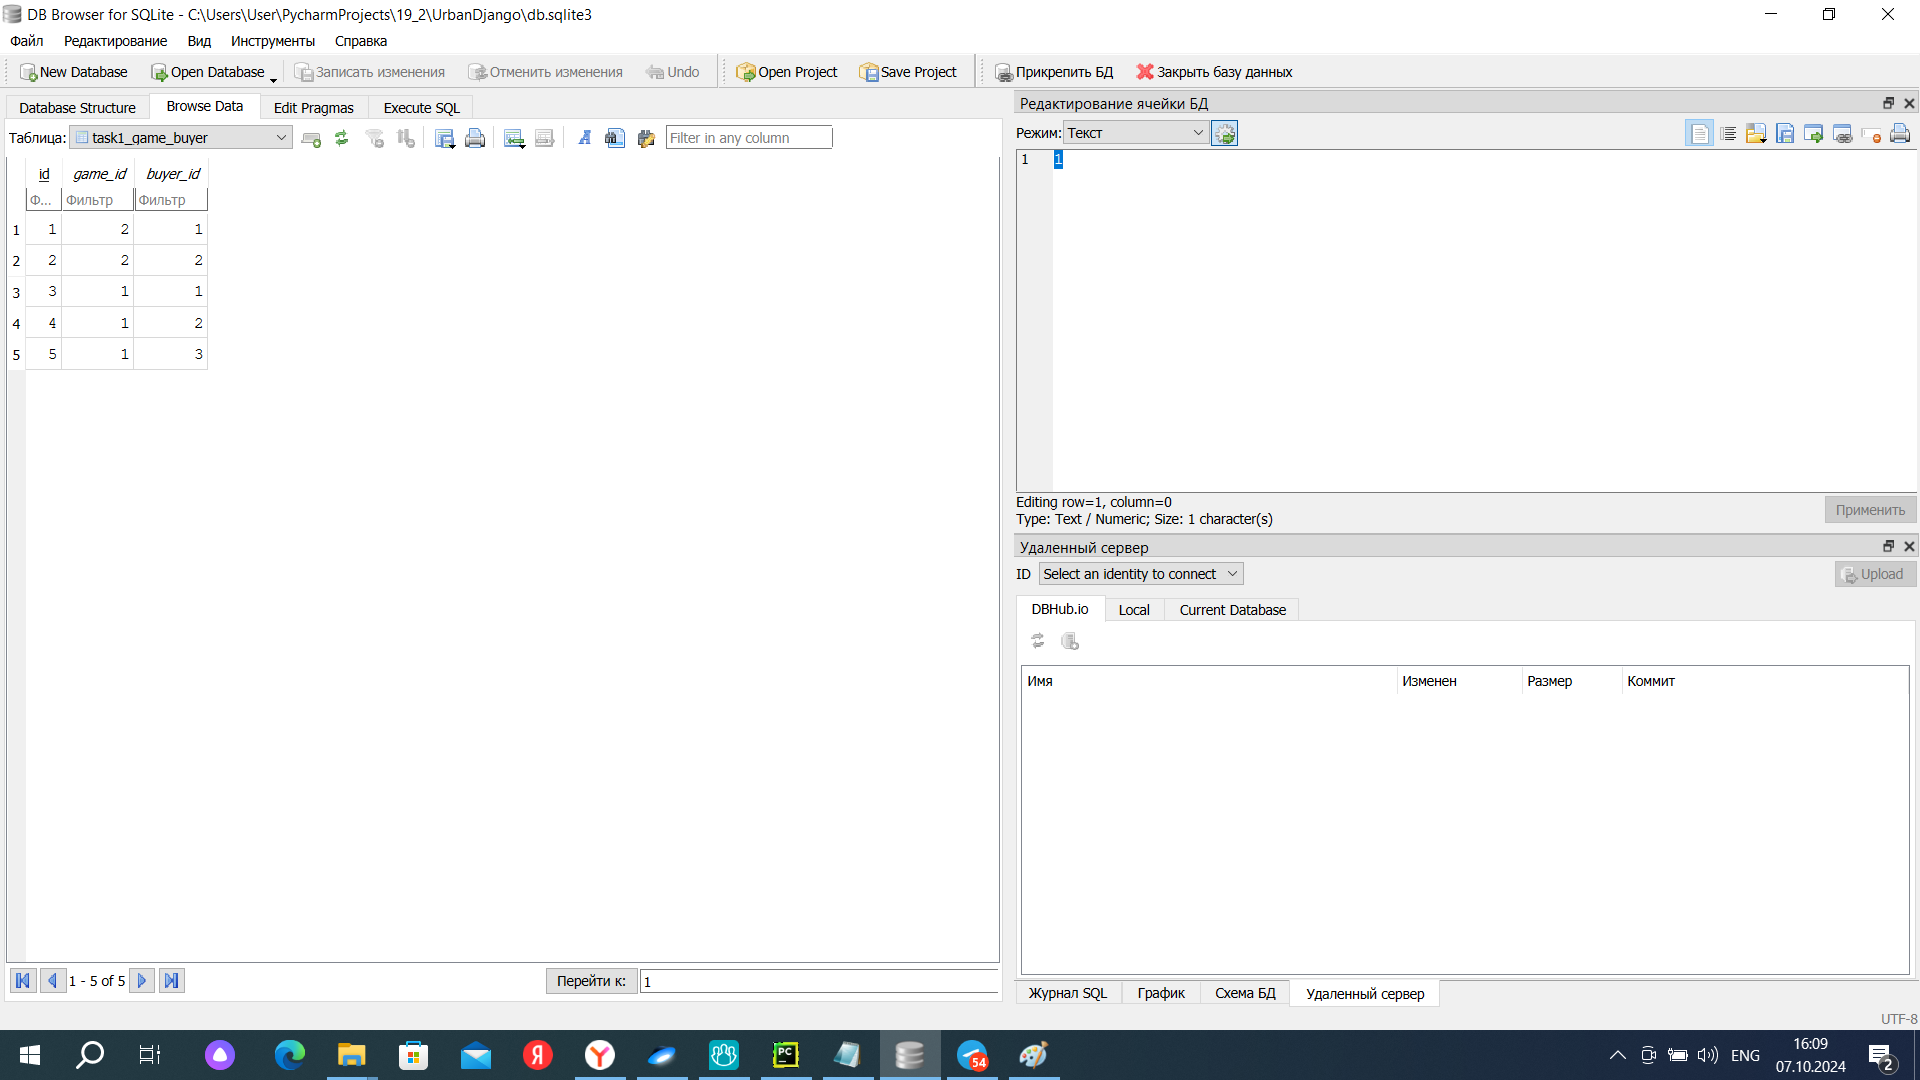 DB Browser for SQLite - C:\Users\User\PycharmProjects\19_2\UrbanDjango\db.sqlite3
Файл Редактирование Вид Инструменты Справка
New Database Open Database Записать изменения Отменить изменения Undo Open Project Save Project Прикрепить БД Закрыть базу данных
Database Structure Browse Data Edit Pragmas Execute SQL
Таблица: task1_game_buyer Filter in any column
id game_id buyer_id
Ф... Фильтр Фильтр
1 1 2 1
2 2 2 2
3 3 1 1
4 4 1 2
5 5 1 3
1 - 5 of 5 Перейти к: 1
Редактирование ячейки БД
Режим: Текст
1 1
Editing row=1, column=0
Type: Text / Numeric; Size: 1 character(s)
Применить
Удаленный сервер
ID Select an identity to connect Upload
DBHub.io Local Current Database
Имя Изменен Размер Коммит
Журнал SQL График Схема БД Удаленный сервер
UTF-8
Я Y PC 54 ENG 16:09
07.10.2024 2